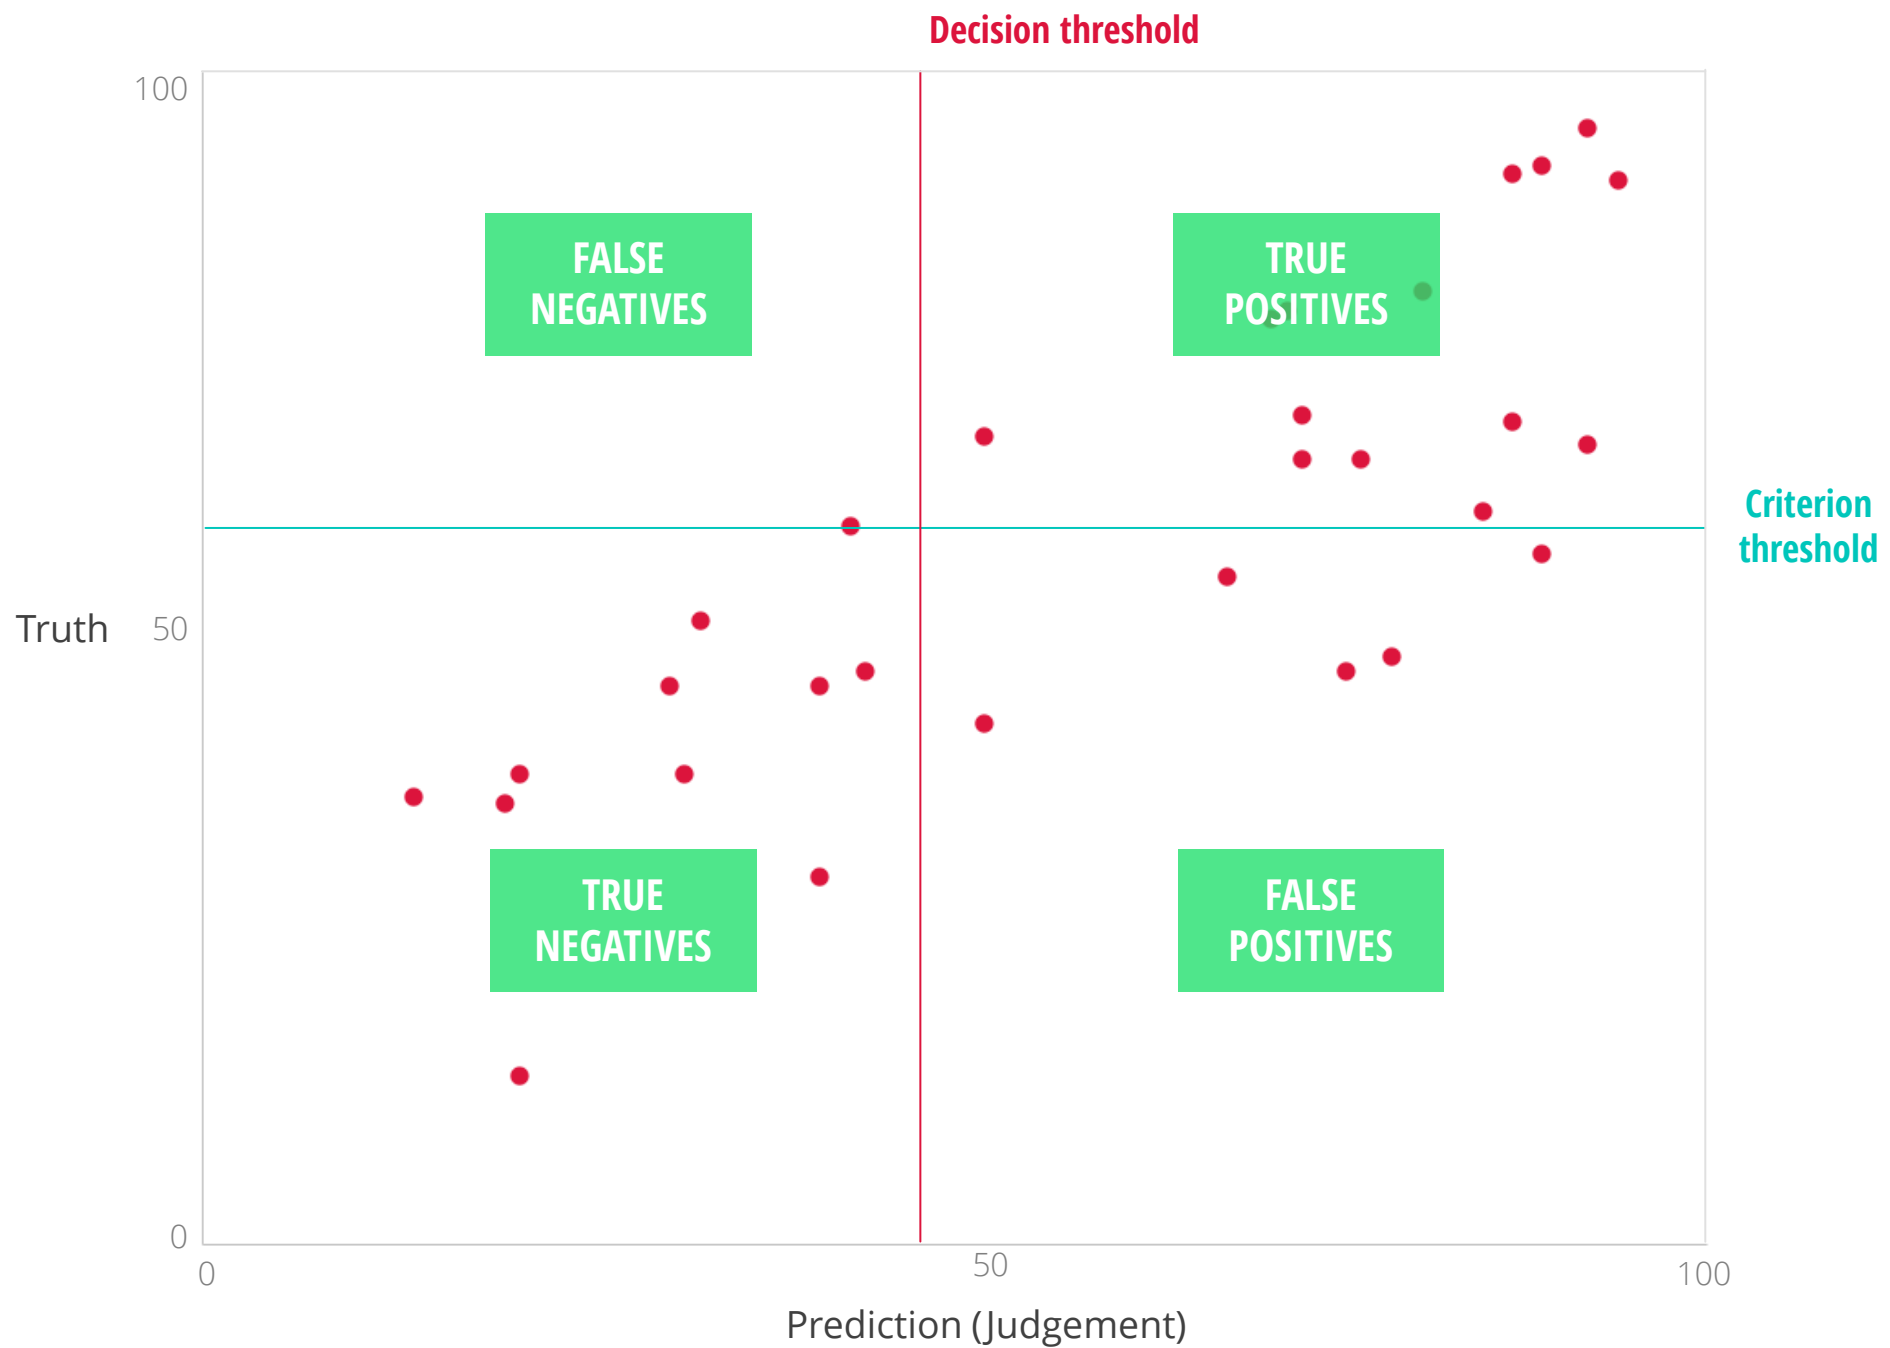 Decision threshold
100
FALSE
NEGATIVES
TRUE
POSITIVES
Criterion
threshold
Truth
50
TRUE
NEGATIVES
FALSE
POSITIVES
0
0
50
100
Prediction (Judgement)